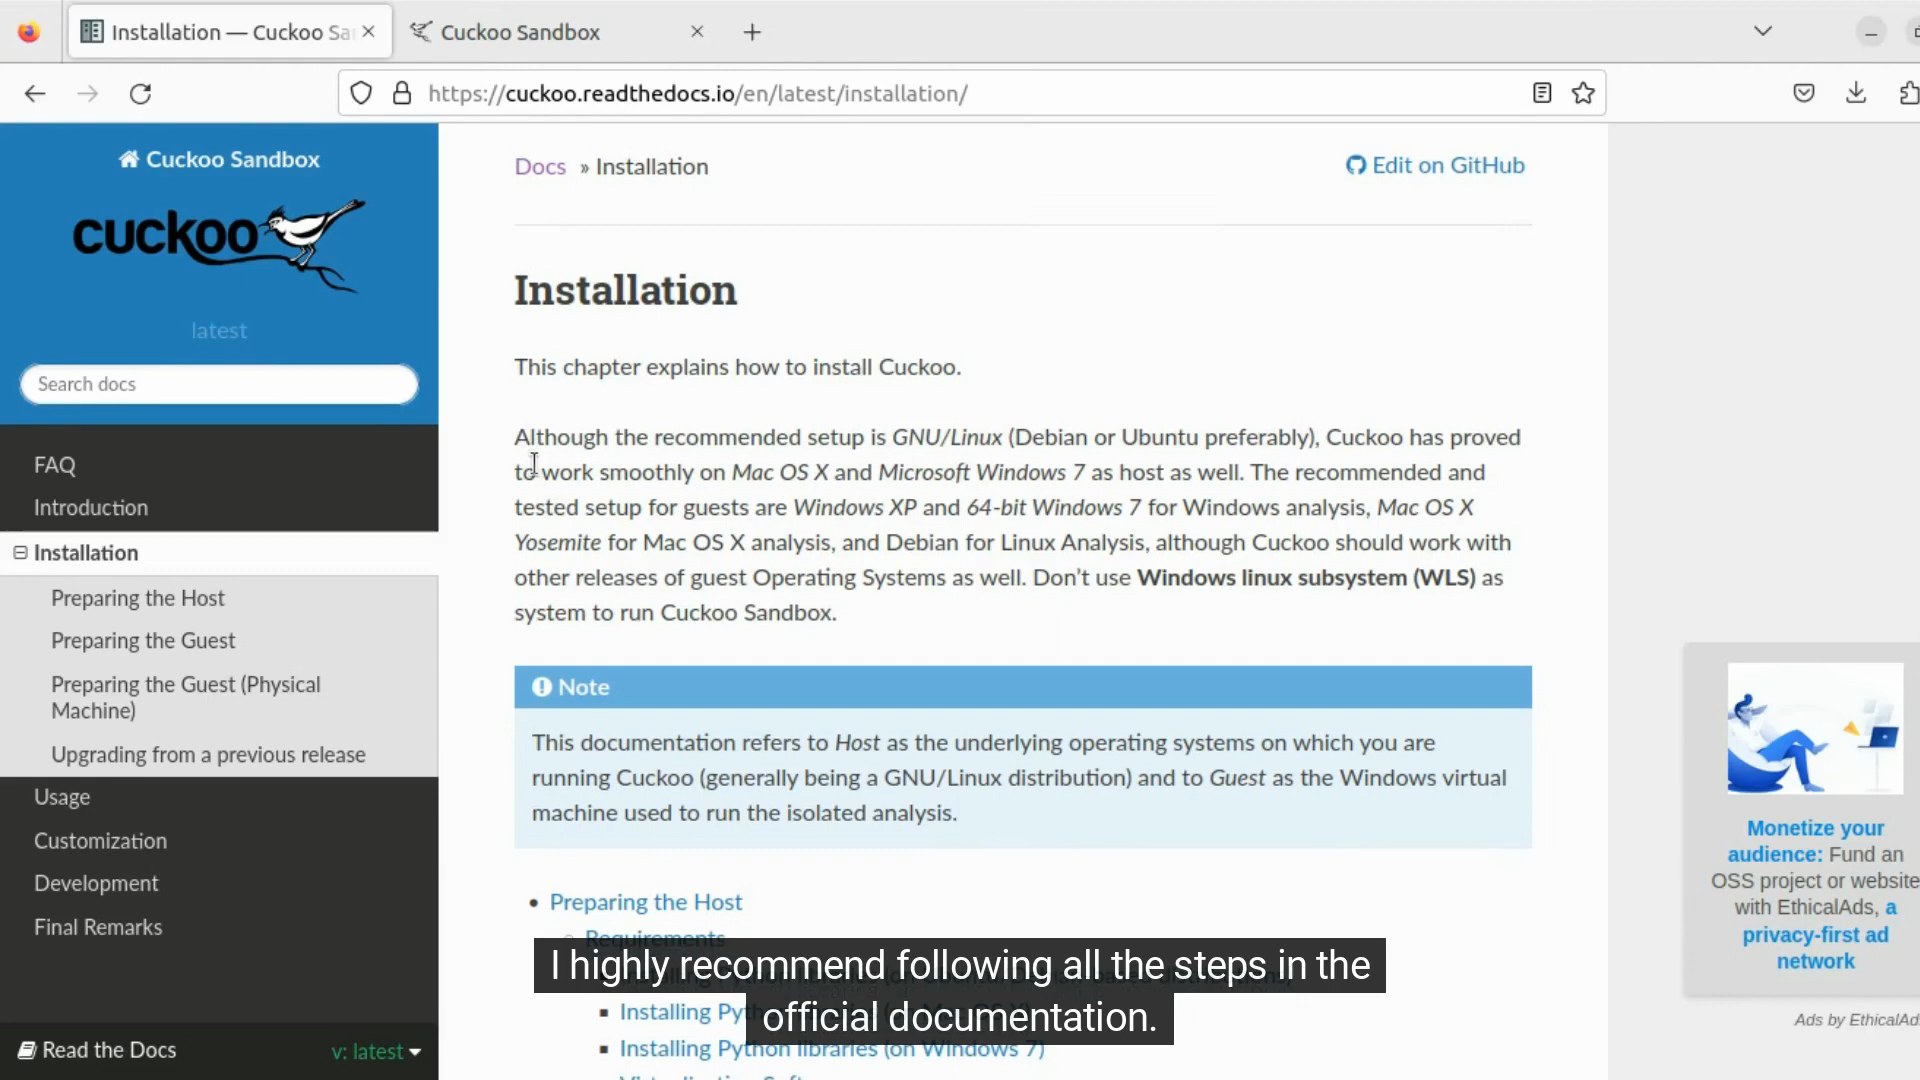 Installation — Cuckoo Sa
Cuckoo Sandbox
https://cuckoo.readthedocs.io/en/latest/installation/
Cuckoo Sandbox
cuckoo
latest
Search docs
FAQ
Introduction
Installation
Preparing the Host
Preparing the Guest
Preparing the Guest (Physical
Machine)
Upgrading from a previous release
Usage
Customization
Development
Final Remarks
Read the Docs
v: latest
Docs » Installation
Edit on GitHub
Installation
This chapter explains how to install Cuckoo.
Although the recommended setup is GNU/Linux (Debian or Ubuntu preferably), Cuckoo has proved
to work smoothly on Mac OS X and Microsoft Windows 7 as host as well. The recommended and
tested setup for guests are Windows XP and 64-bit Windows 7 for Windows analysis, Mac OS X
Yosemite for Mac OS X analysis, and Debian for Linux Analysis, although Cuckoo should work with
other releases of guest Operating Systems as well. Don't use Windows linux subsystem (WLS) as
system to run Cuckoo Sandbox.
Note
This documentation refers to Host as the underlying operating systems on which you are
running Cuckoo (generally being a GNU/Linux distribution) and to Guest as the Windows virtual
machine used to run the isolated analysis.
Preparing the Host
Requirements
I highly recommend following all the steps in the
official documentation.
Installing
Installing Python libraries (on Windows 7)
Monetize your
audience: Fund an
OSS project or website
with EthicalAds, a
privacy-first ad
network
Ads by EthicalAds